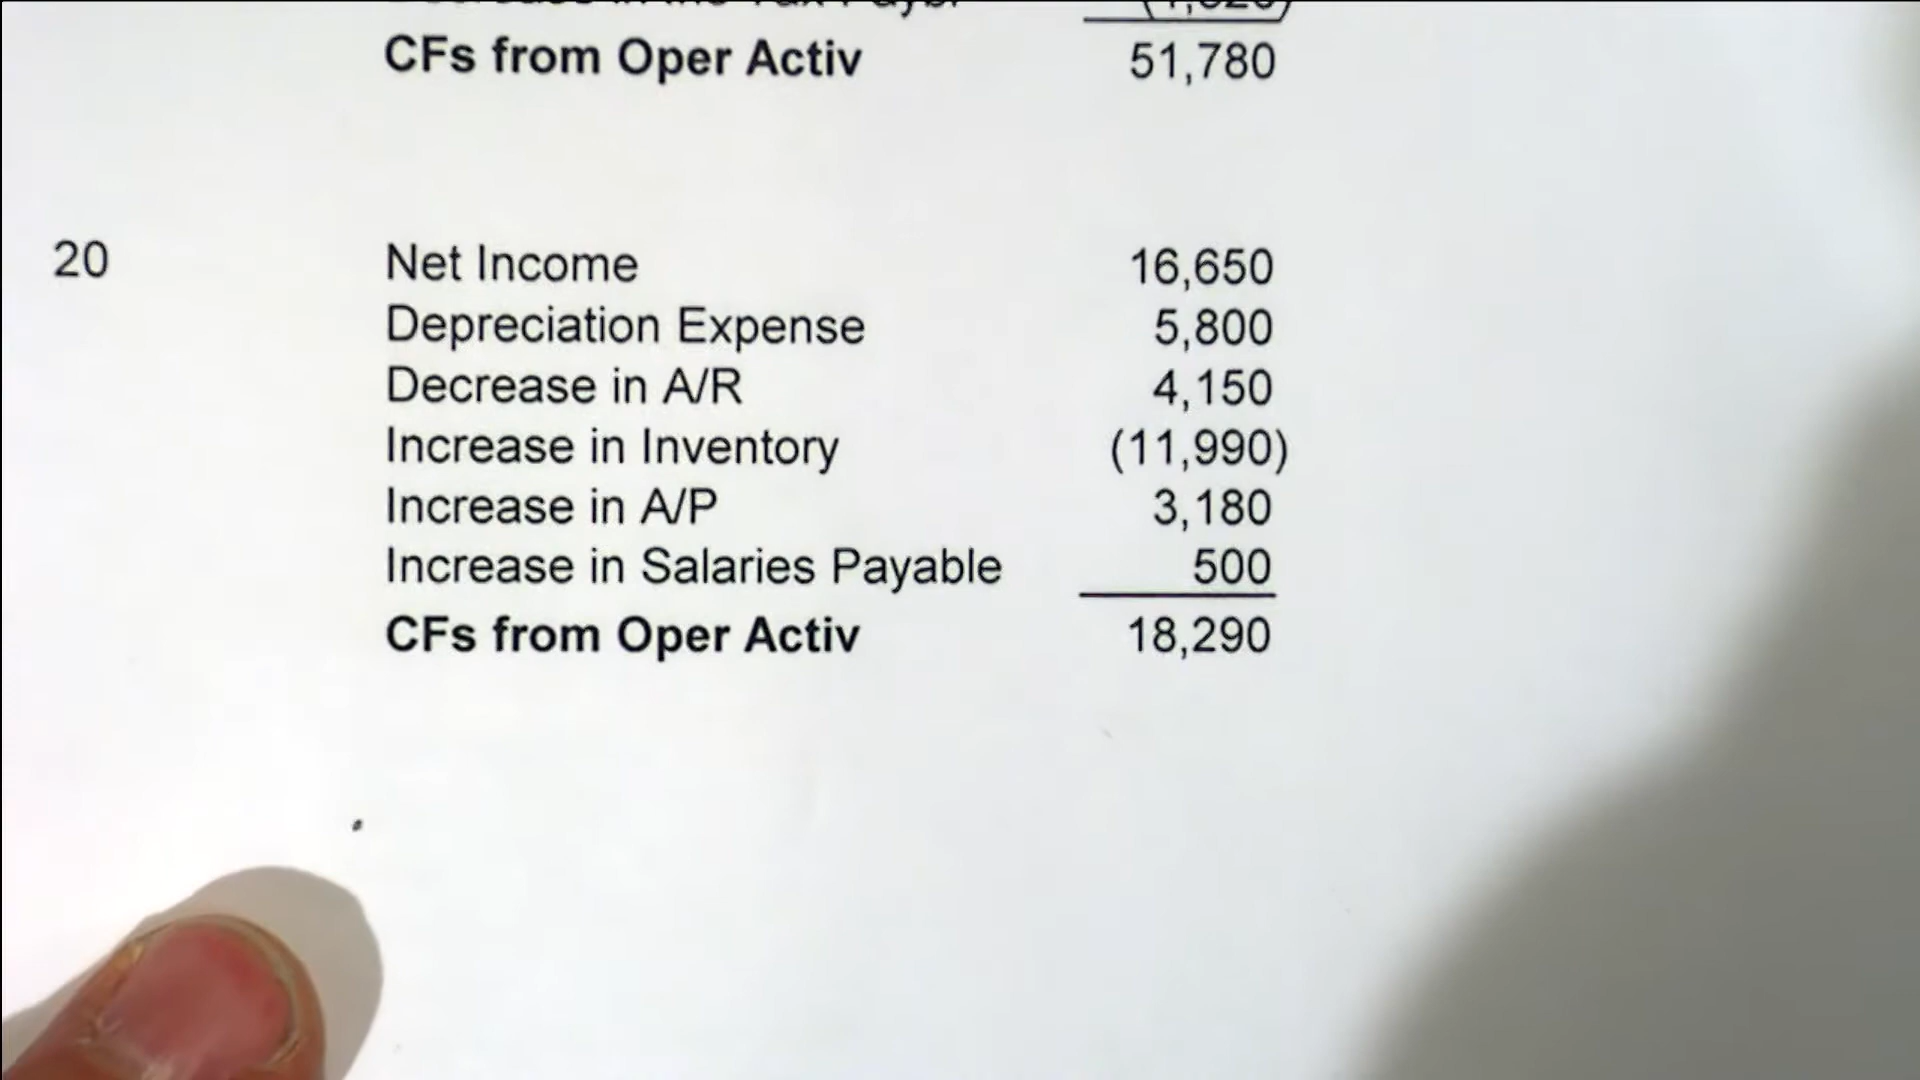 CFs from Oper Activ 51,780
20 Net Income 16,650
Depreciation Expense 5,800
Decrease in A/R 4,150
Increase in Inventory (11,990)
Increase in A/P 3,180
Increase in Salaries Payable 500
CFs from Oper Activ 18,290